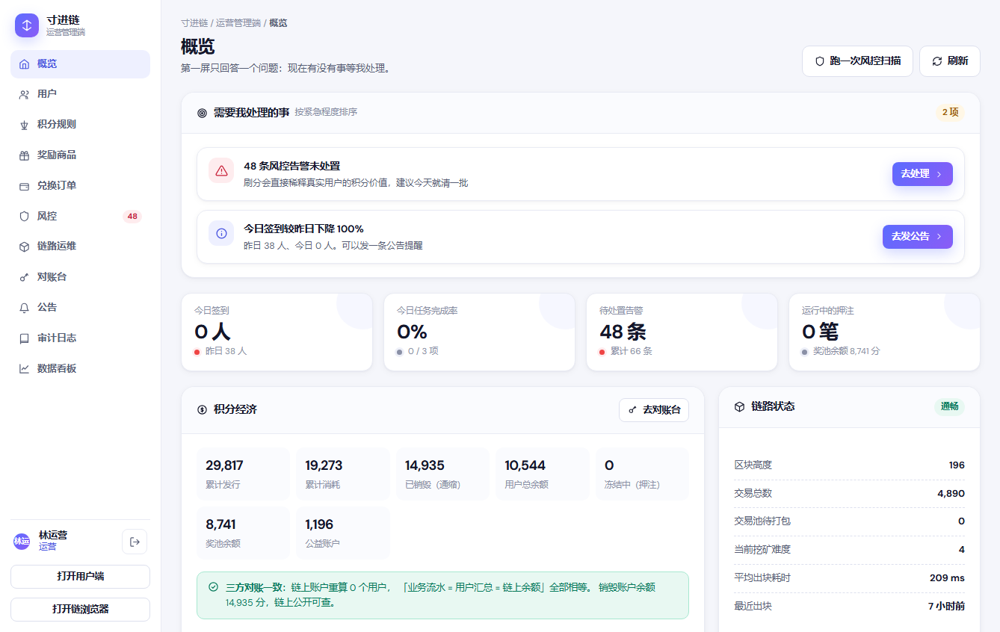 寸进链
运营管理端
概览
用户
积分规则
奖励商品
兑换订单
风控
48
链路运维
对账台
公告
审计日志
数据看板
林运
林运营
运营
打开用户端
打开链浏览器
寸进链 / 运营管理端 / 概览
概览
第一屏只回答一个问题：现在有没有事等我处理。
跑一次风控扫描
刷新
需要我处理的事 按紧急程度排序
2 项
48 条风控告警未处置
刷分会直接稀释真实用户的积分价值，建议今天就清一批
去处理
今日签到较昨日下降 100%
昨日 38 人、今日 0 人。可以发一条公告提醒
去发公告
今日签到
0 人
昨日 38 人
今日任务完成率
0%
0 / 3 项
待处置告警
48 条
累计 66 条
运行中的押注
0 笔
奖池余额 8,741 分
积分经济
去对账台
29,817
累计发行
19,273
累计消耗
14,935
已销毁（通缩）
10,544
用户总余额
0
冻结中（押注）
8,741
奖池余额
1,196
公益账户
三方对账一致：链上账户重算 0 个用户，「业务流水 = 用户汇总 = 链上余额」全部相等。 销毁账户余额
14,935 分，链上公开可查。
链路状态
通畅
区块高度 196
交易总数 4,890
交易池待打包 0
当前挖矿难度 4
平均出块耗时 209 ms
最近出块 7 小时前